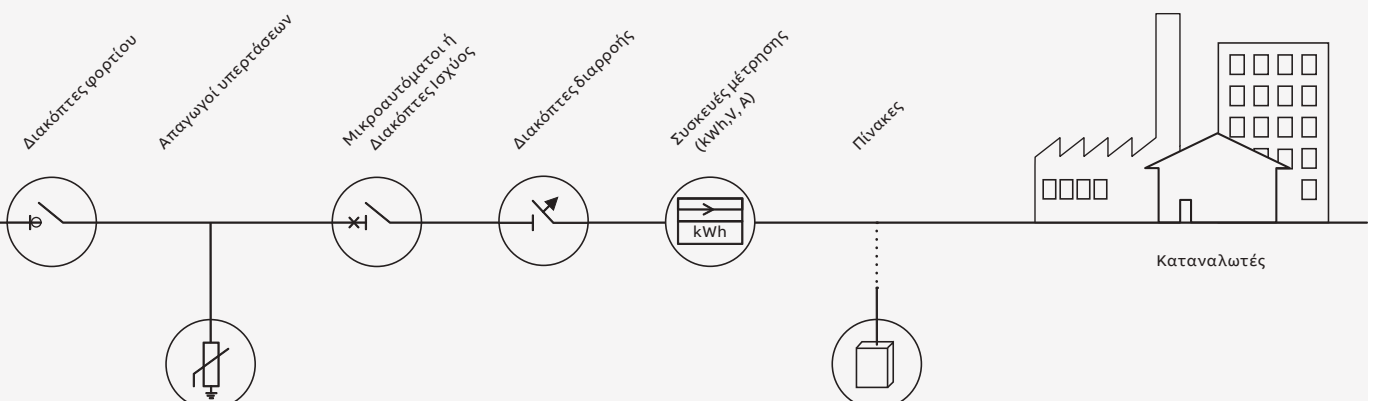 Διακόπτες φορτίου
Απαγωγοί υπερτάσεων
Μικροαυτόματοι ή
Διακόπτες Ισχύος
Διακόπτες διαρροής
Συσκευές μέτρησης
(kWh,V, A)
Πίνακες
kWh
Καταναλωτές